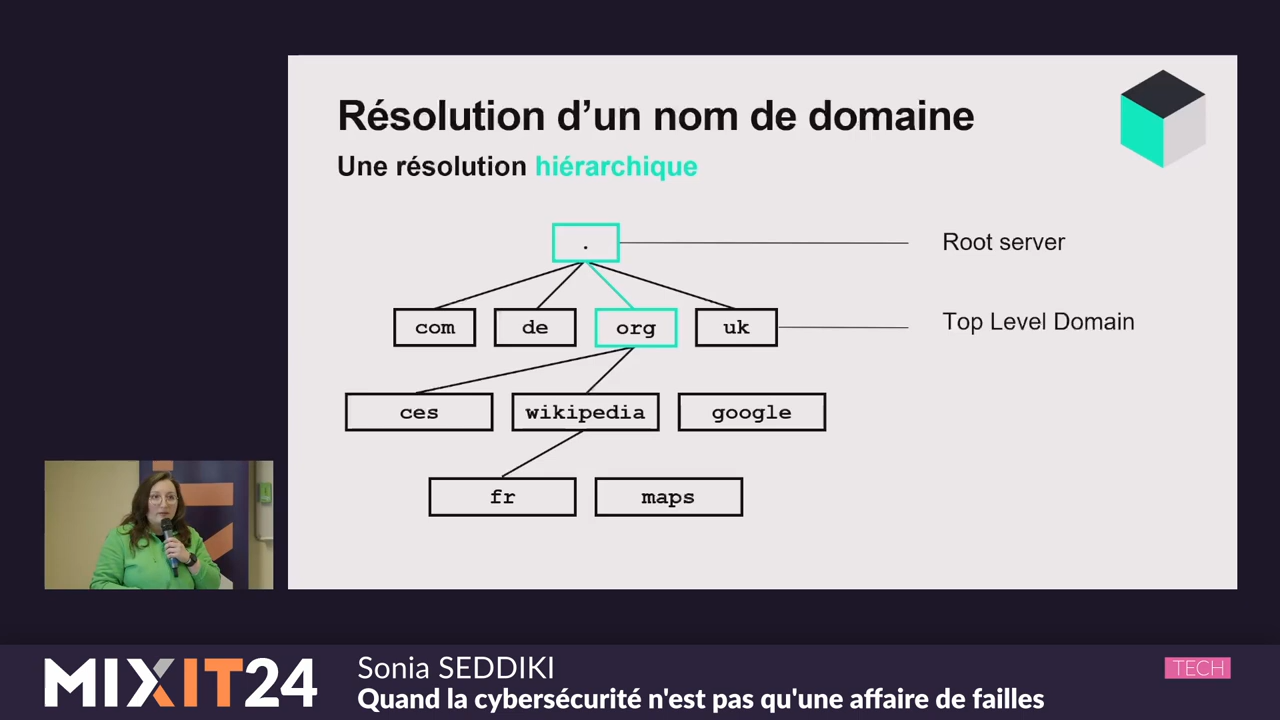 Résolution d'un nom de domaine
Une résolution hiérarchique
.
Root server
com de org uk
Top Level Domain
ces wikipedia google
fr maps
MIXIT24
Sonia SEDDIKI
TECH
Quand la cybersécurité n'est pas qu'une affaire de failles